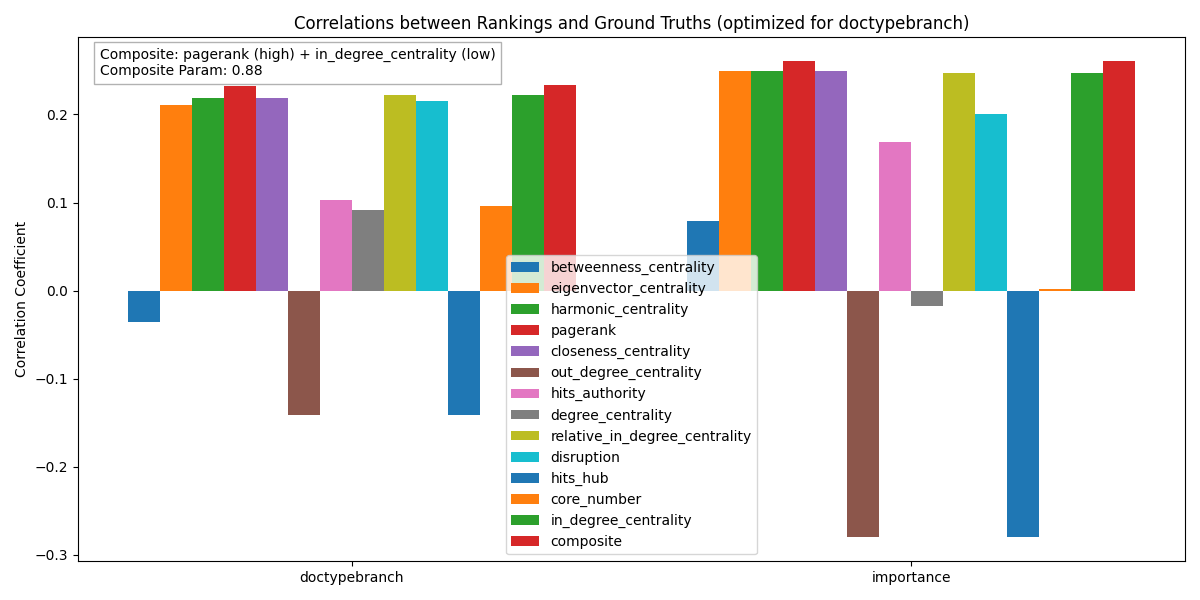 Correlations between Rankings and Ground Truths (optimized for doctypebranch)
Composite: pagerank (high) + in_degree_centrality (low)
Composite Param: 0.88
Correlation Coefficient
0.2
0.1
0.0
−0.1
−0.2
−0.3
betweenness_centrality
eigenvector_centrality
harmonic_centrality
pagerank
closeness_centrality
out_degree_centrality
hits_authority
degree_centrality
relative_in_degree_centrality
disruption
hits_hub
core_number
in_degree_centrality
composite
doctypebranch
importance